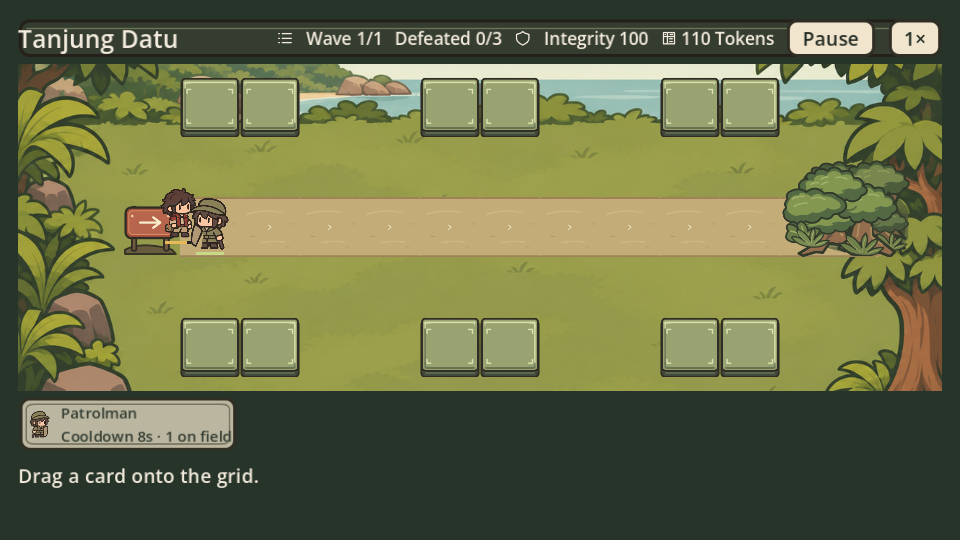 Tanjung Datu Wave 1/1 Defeated 0/3 Integrity 100 110 Tokens Pause 1×
Patrolman
Cooldown 8s · 1 on field
Drag a card onto the grid.